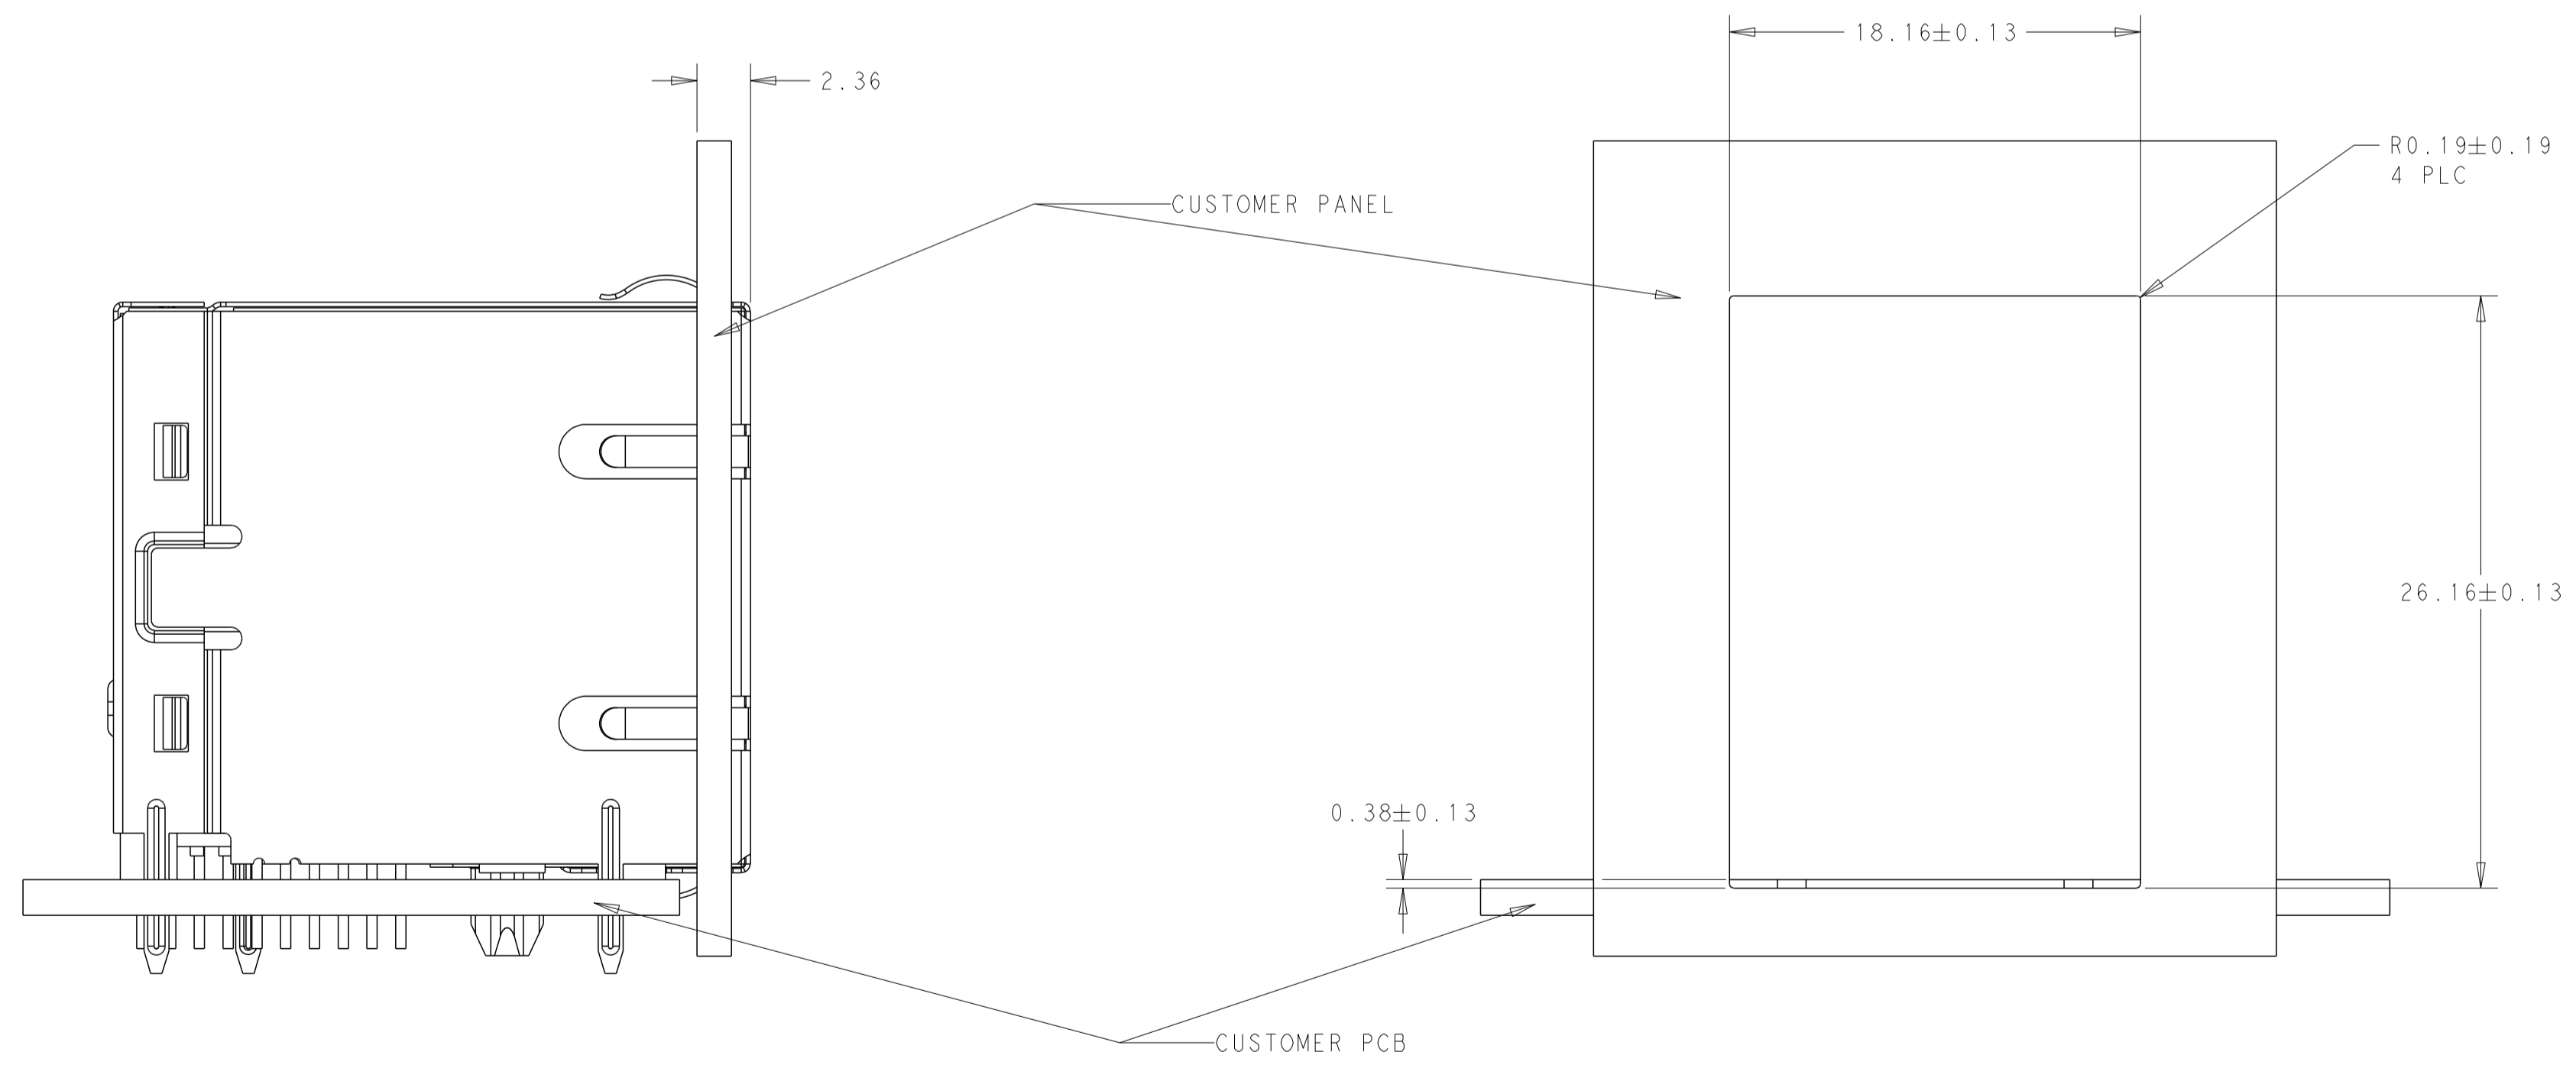 18.16±0.13
2.36
R0.19±0.19
4 PLC
CUSTOMER PANEL
26.16±0.13
0.38±0.13
CUSTOMER PCB